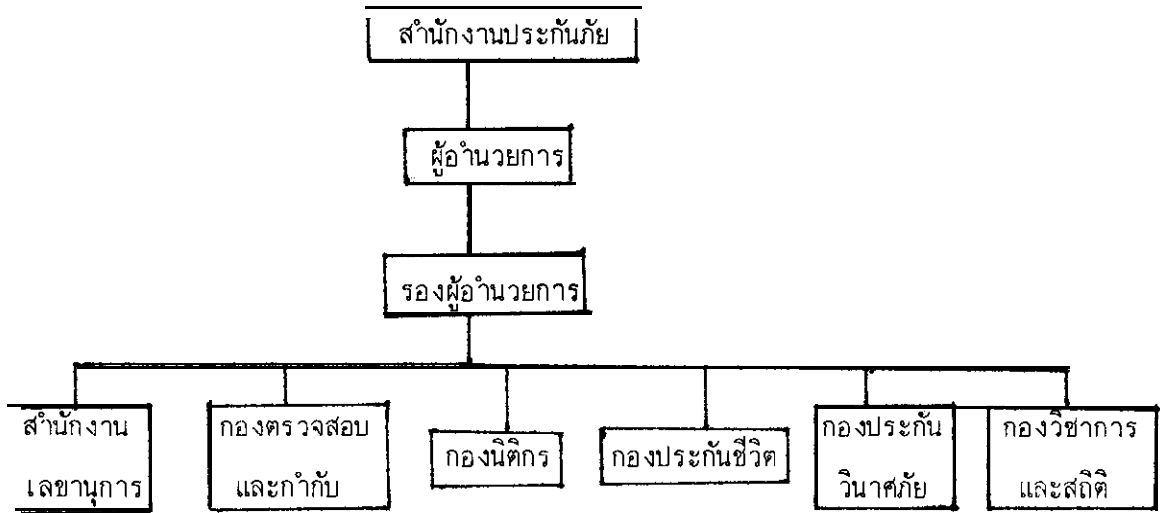 สำนักงานประกันภัย
ผู้อำนวยการ
รองผู้อำนวยการ
สำนักงาน
เลขานุการ
กองตรวจสอบ
และกำกับ
กองนิติกร
กองประกันชีวิต
กองประกัน
วินาศภัย
กองวิชาการ
และสถิติ